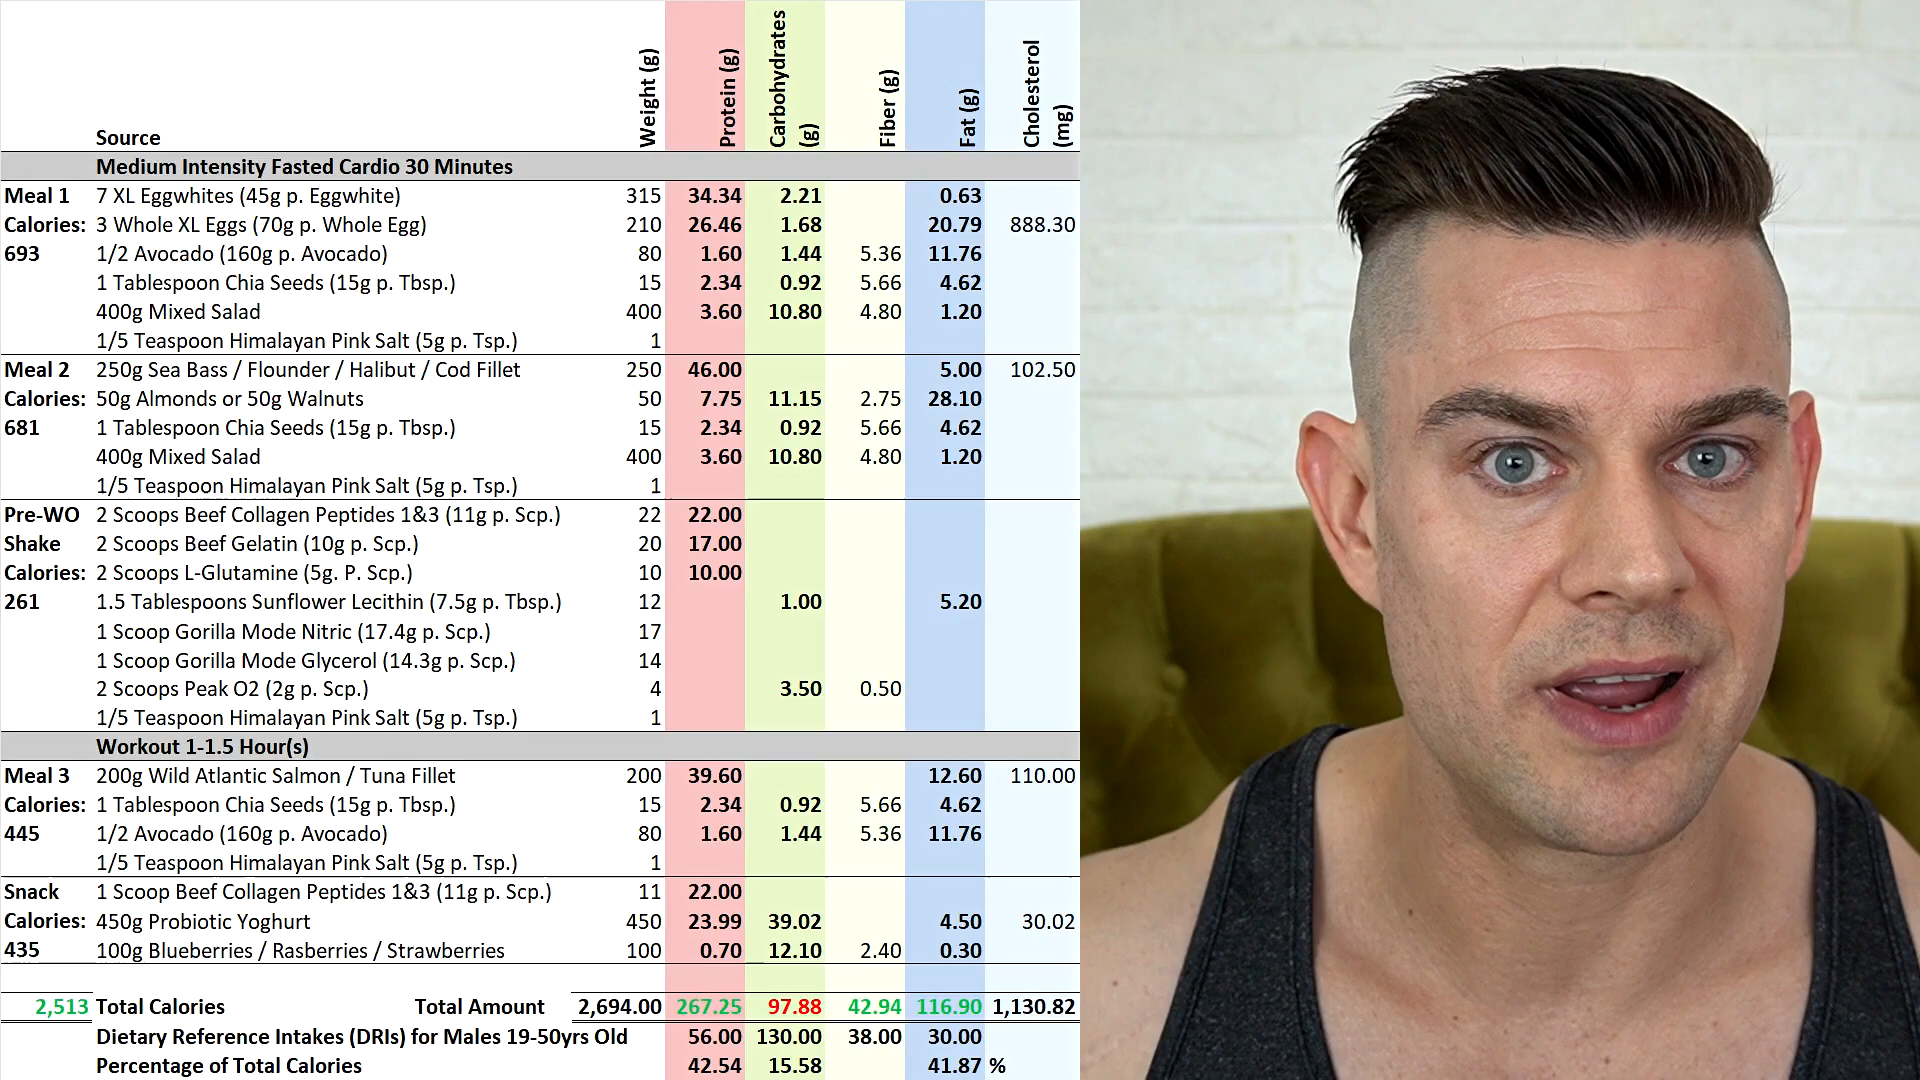 Source Weight (g) Protein (g) Carbohydrates (g) Fiber (g) Fat (g) Cholesterol (mg)
Medium Intensity Fasted Cardio 30 Minutes
Meal 1 7 XL Eggwhites (45g p. Eggwhite) 315 34.34 2.21 0.63
Calories: 3 Whole XL Eggs (70g p. Whole Egg) 210 26.46 1.68 20.79 888.30
693 1/2 Avocado (160g p. Avocado) 80 1.60 1.44 5.36 11.76
1 Tablespoon Chia Seeds (15g p. Tbsp.) 15 2.34 0.92 5.66 4.62
400g Mixed Salad 400 3.60 10.80 4.80 1.20
1/5 Teaspoon Himalayan Pink Salt (5g p. Tsp.) 1
Meal 2 250g Sea Bass / Flounder / Halibut / Cod Fillet 250 46.00 5.00 102.50
Calories: 50g Almonds or 50g Walnuts 50 7.75 11.15 2.75 28.10
681 1 Tablespoon Chia Seeds (15g p. Tbsp.) 15 2.34 0.92 5.66 4.62
400g Mixed Salad 400 3.60 10.80 4.80 1.20
1/5 Teaspoon Himalayan Pink Salt (5g p. Tsp.) 1
Pre-WO 2 Scoops Beef Collagen Peptides 1&3 (11g p. Scp.) 22 22.00
Shake 2 Scoops Beef Gelatin (10g p. Scp.) 20 17.00
Calories: 2 Scoops L-Glutamine (5g. P. Scp.) 10 10.00
261 1.5 Tablespoons Sunflower Lecithin (7.5g p. Tbsp.) 12 1.00 5.20
1 Scoop Gorilla Mode Nitric (17.4g p. Scp.) 17
1 Scoop Gorilla Mode Glycerol (14.3g p. Scp.) 14
2 Scoops Peak O2 (2g p. Scp.) 4 3.50 0.50
1/5 Teaspoon Himalayan Pink Salt (5g p. Tsp.) 1
Workout 1-1.5 Hour(s)
Meal 3 200g Wild Atlantic Salmon / Tuna Fillet 200 39.60 12.60 110.00
Calories: 1 Tablespoon Chia Seeds (15g p. Tbsp.) 15 2.34 0.92 5.66 4.62
445 1/2 Avocado (160g p. Avocado) 80 1.60 1.44 5.36 11.76
1/5 Teaspoon Himalayan Pink Salt (5g p. Tsp.) 1
Snack 1 Scoop Beef Collagen Peptides 1&3 (11g p. Scp.) 11 22.00
Calories: 450g Probiotic Yoghurt 450 23.99 39.02 4.50 30.02
435 100g Blueberries / Rasberries / Strawberries 100 0.70 12.10 2.40 0.30
2,513 Total Calories Total Amount 2,694.00 267.25 97.88 42.94 116.90 1,130.82
Dietary Reference Intakes (DRIs) for Males 19-50yrs Old 56.00 130.00 38.00 30.00
Percentage of Total Calories 42.54 15.58 41.87 %